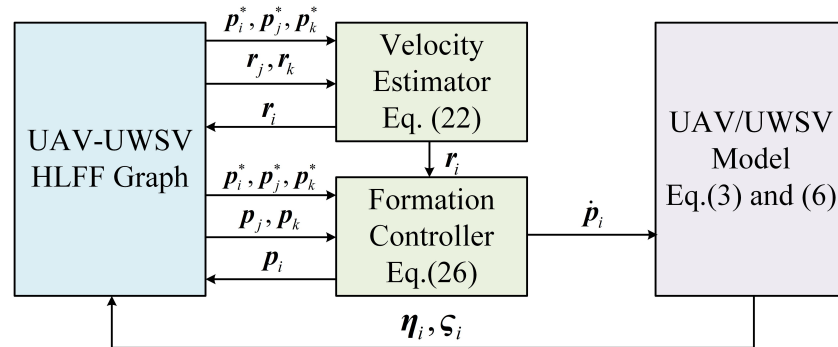 p_i^*, p_j^*, p_k^*
r_j, r_k
r_i
UAV-UWSV
HLFF Graph
p_i^*, p_j^*, p_k^*
p_j, p_k
p_i
Velocity
Estimator
Eq. (22)
r_i
Formation
Controller
Eq.(26)
ṗ_i
UAV/UWSV
Model
Eq.(3) and (6)
η_i, ς_i